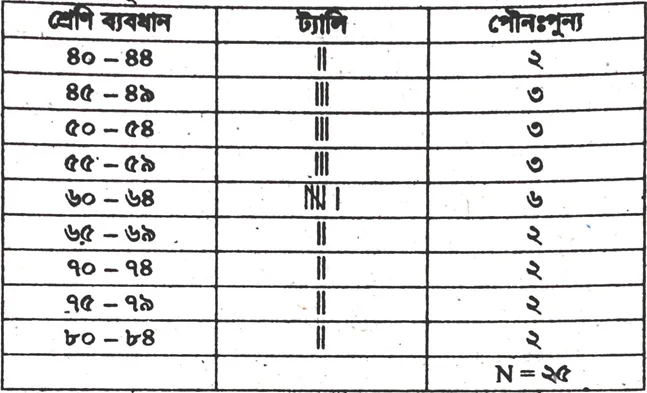 শ্রেণি ব্যবধান ট্যালি পৌনঃপুন্য
৪০ – ৪৪ || ২
৪৫ – ৪৯ ||| ৩
৫০ – ৫৪ ||| ৩
৫৫ – ৫৯ ||| ৩
৬০ – ৬৪ |||| | ৬
৬৫ – ৬৯ || ২
৭০ – ৭৪ || ২
৭৫ – ৭৯ || ২
৮০ – ৮৪ || ২
N = ২৫